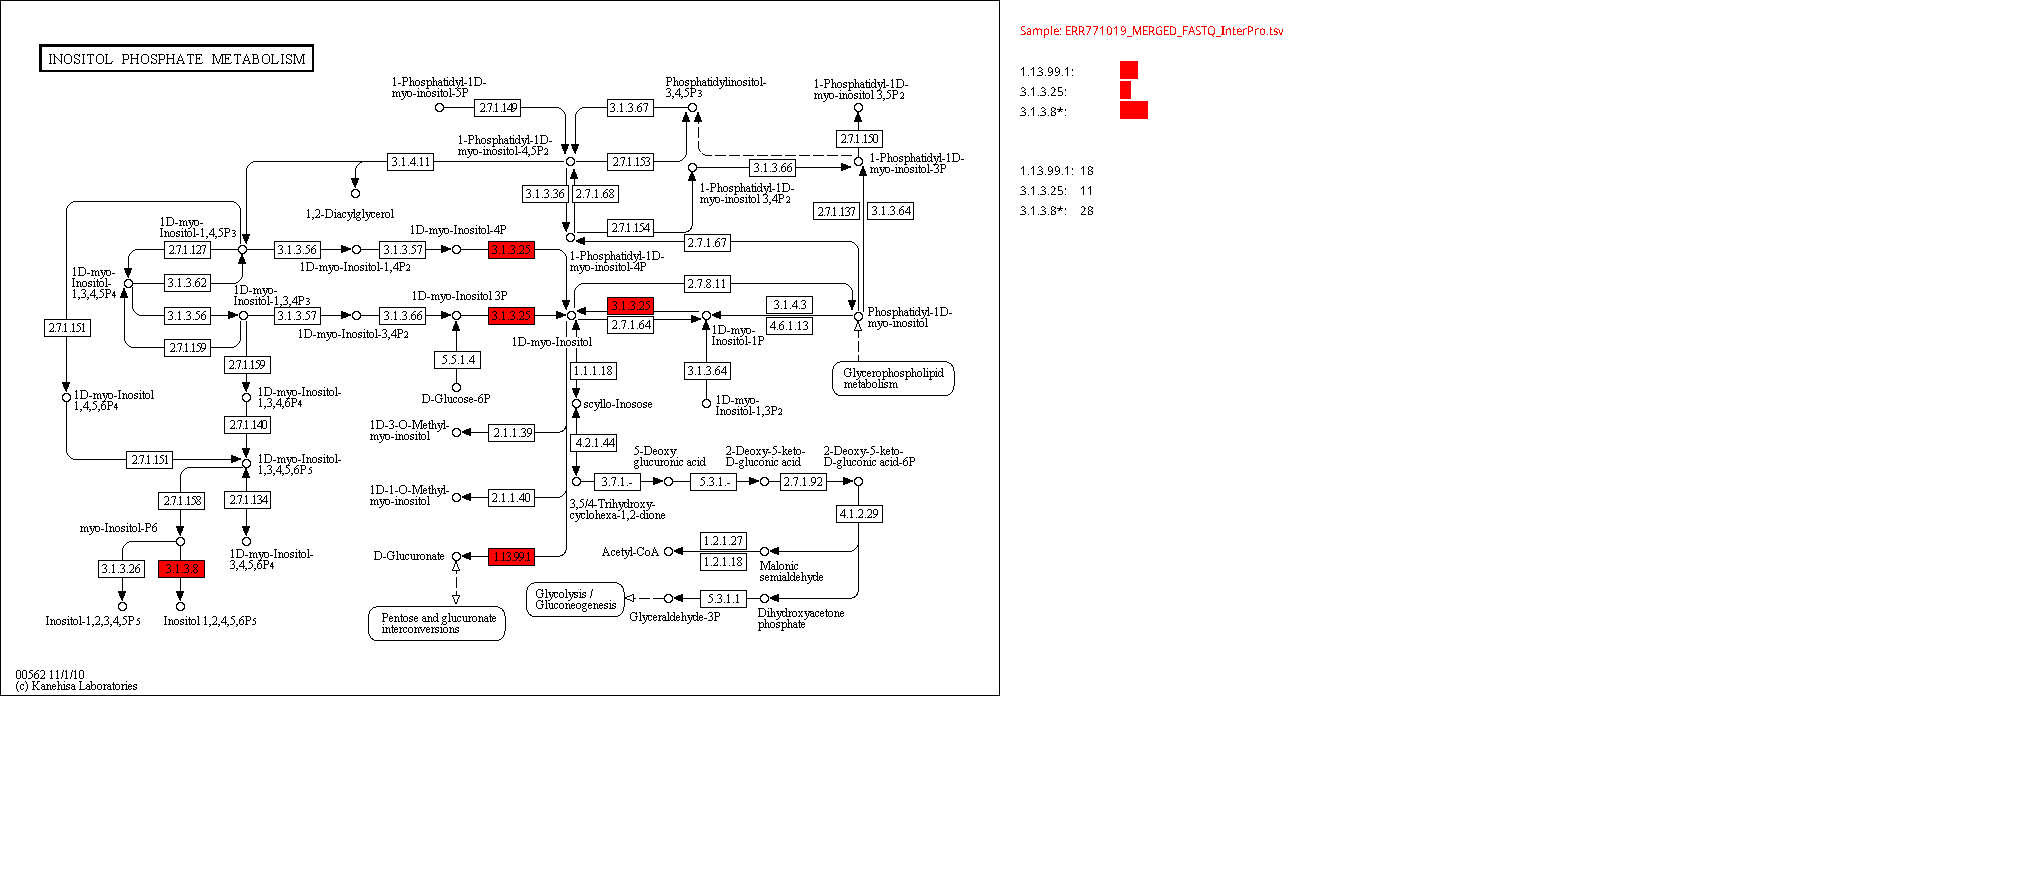 Sample: ERR771019_MERGED_FASTQ_InterPro.tsv
INOSITOL PHOSPHATE METABOLISM
1.13.99.1:
3.1.3.25:
3.1.3.8*:
1-Phosphatidyl-1D-
myo-inositol-5P
Phosphatidylinositol-
3,4,5P3
1-Phosphatidyl-1D-
myo-inositol 3,5P2
2.7.1.149
3.1.3.67
2.7.1.150
1-Phosphatidyl-1D-
myo-inositol-4,5P2
3.1.4.11
2.7.1.153
3.1.3.66
1-Phosphatidyl-1D-
myo-inositol-3P
1.13.99.1: 18
3.1.3.25: 11
3.1.3.8*: 28
3.1.3.36
2.7.1.68
1-Phosphatidyl-1D-
myo-inositol 3,4P2
1,2-Diacylglycerol
2.7.1.137
3.1.3.64
1D-myo-
Inositol-1,4,5P3
1D-myo-Inositol-4P
2.7.1.154
2.7.1.67
2.7.1.127
3.1.3.56
3.1.3.57
3.1.3.25
1-Phosphatidyl-1D-
myo-inositol-4P
1D-myo-Inositol-1,4P2
1D-myo-
Inositol-
1,3,4,5P4
3.1.3.62
2.7.8.11
1D-myo-
Inositol-1,3,4P3
1D-myo-Inositol 3P
3.1.3.25
3.1.4.3
3.1.3.56
3.1.3.57
3.1.3.66
3.1.3.25
2.7.1.64
4.6.1.13
Phosphatidyl-1D-
myo-inositol
2.7.1.151
1D-myo-Inositol-3,4P2
1D-myo-Inositol
1D-myo-
Inositol-1P
2.7.1.159
2.7.1.159
5.5.1.4
1.1.1.18
3.1.3.64
Glycerophospholipid
metabolism
1D-myo-Inositol
1,4,5,6P4
1D-myo-Inositol-
1,3,4,6P4
D-Glucose-6P
scyllo-Inosose
1D-myo-
Inositol-1,3P2
2.7.1.140
1D-3-O-Methyl-
myo-inositol
2.1.1.39
4.2.1.44
2.7.1.151
1D-myo-Inositol-
1,3,4,5,6P5
5-Deoxy
glucuronic acid
2-Deoxy-5-keto-
D-gluconic acid
2-Deoxy-5-keto-
D-gluconic acid-6P
3.7.1.-
5.3.1.-
2.7.1.92
2.7.1.158
2.7.1.134
1D-1-O-Methyl-
myo-inositol
2.1.1.40
3,5/4-Trihydroxy-
cyclohexa-1,2-dione
4.1.2.29
myo-Inositol-P6
1D-myo-Inositol-
3,4,5,6P4
D-Glucuronate
1.13.99.1
Acetyl-CoA
1.2.1.27
1.2.1.18
Malonic
semialdehyde
3.1.3.26
3.1.3.8
Glycolysis /
Gluconeogenesis
5.3.1.1
Glyceraldehyde-3P
Dihydroxyacetone
phosphate
Inositol-1,2,3,4,5P5
Inositol 1,2,4,5,6P5
Pentose and glucuronate
interconversions
00562 11/1/10
(c) Kanehisa Laboratories